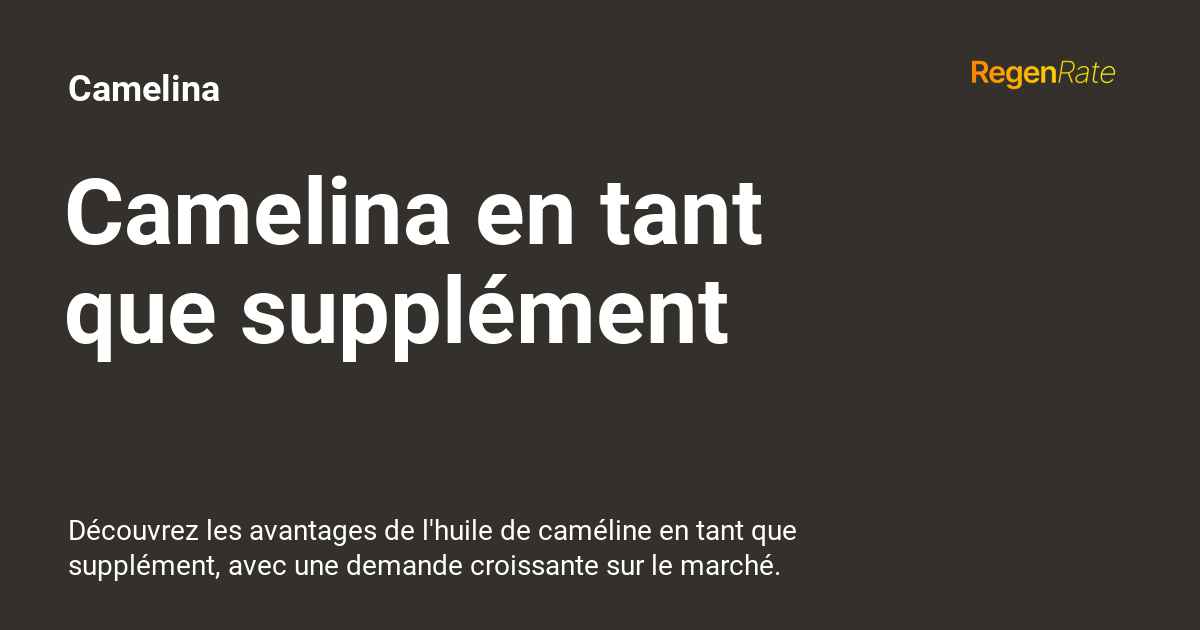 Camelina
RegenRate
Camelina en tant
que supplément
Découvrez les avantages de l'huile de caméline en tant que
supplément, avec une demande croissante sur le marché.